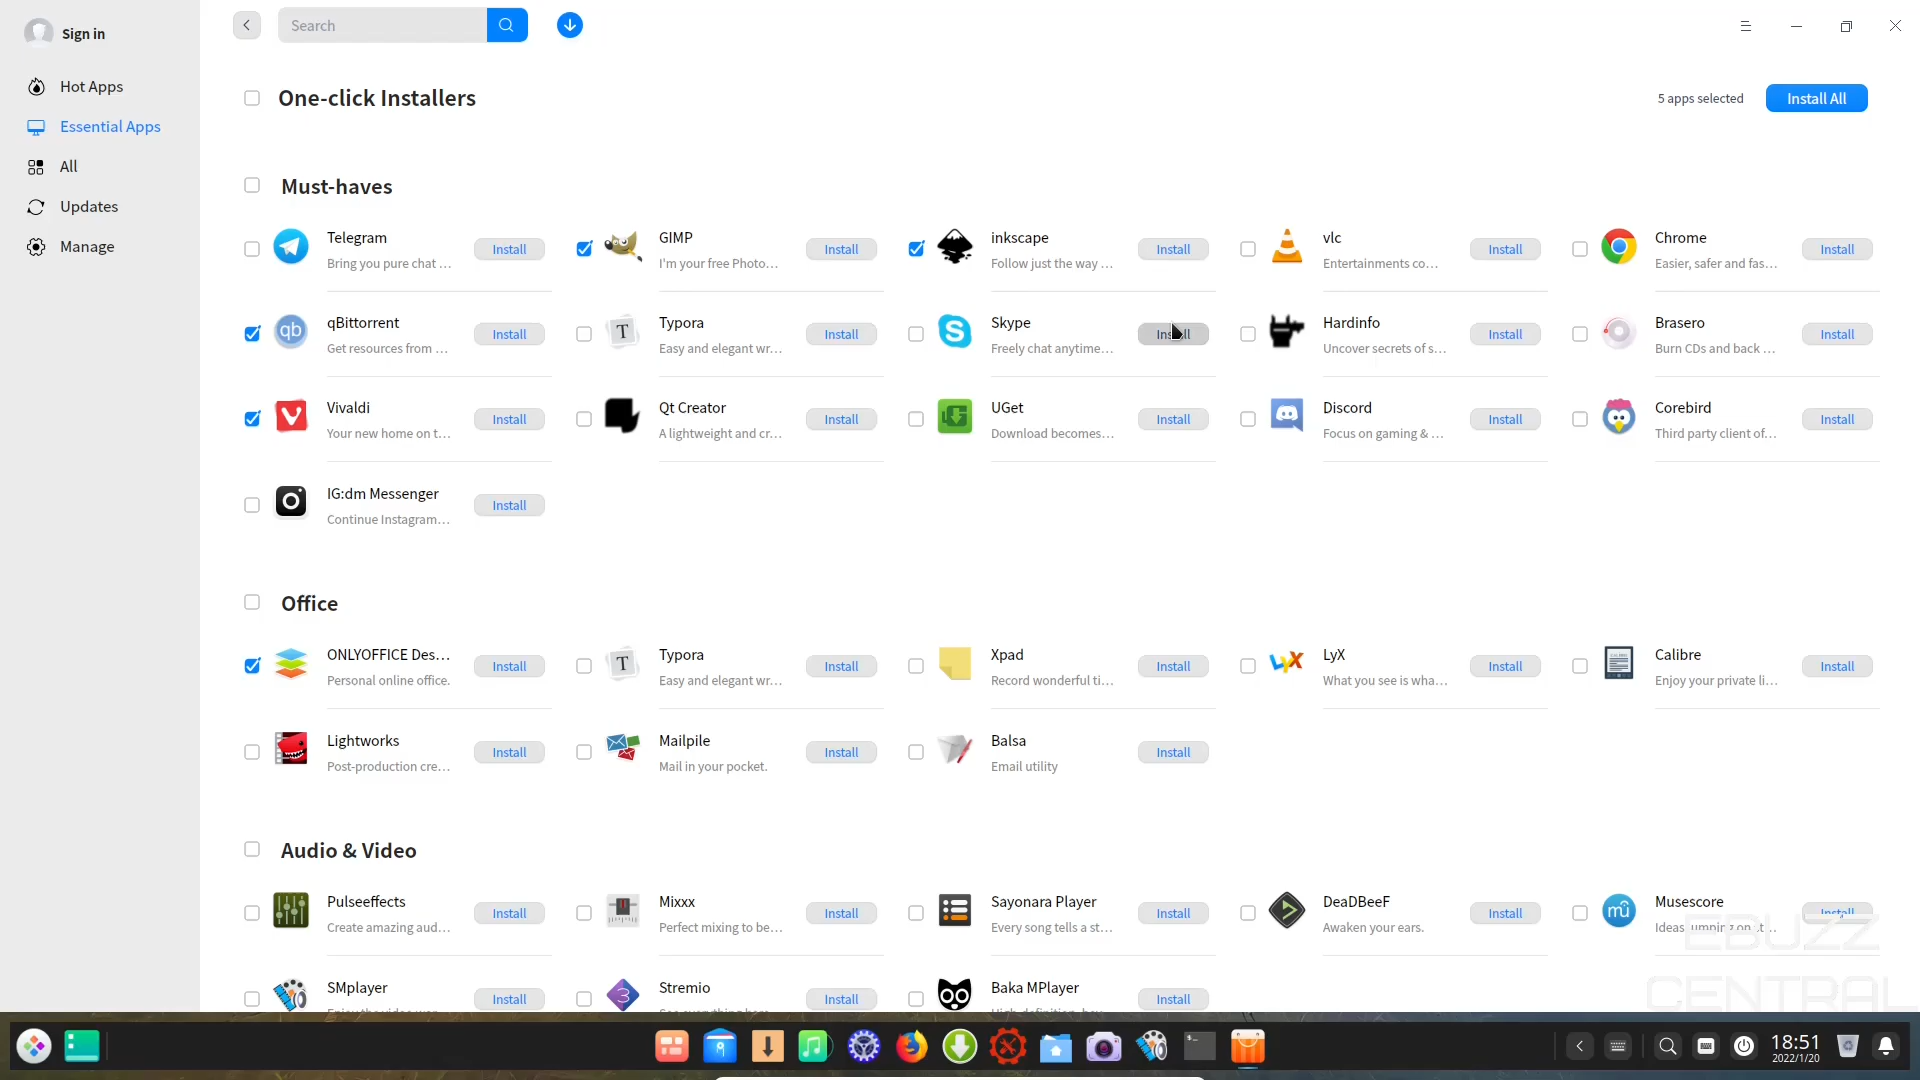 Sign in
Search
Hot Apps
Essential Apps
All
Updates
Manage
One-click Installers
5 apps selected
Install All
Must-haves
Telegram
Bring you pure chat ...
Install
GIMP
I'm your free Photo...
Install
inkscape
Follow just the way ...
Install
vlc
Entertainments co...
Install
Chrome
Easier, safer and fas...
Install
qBittorrent
Get resources from ...
Install
Typora
Easy and elegant wr...
Install
Skype
Freely chat anytime...
Install
Hardinfo
Uncover secrets of s...
Install
Brasero
Burn CDs and back ...
Install
Vivaldi
Your new home on t...
Install
Qt Creator
A lightweight and cr...
Install
UGet
Download becomes...
Install
Discord
Focus on gaming & ...
Install
Corebird
Third party client of...
Install
IG:dm Messenger
Continue Instagram...
Install
Office
ONLYOFFICE Des...
Personal online office.
Install
Typora
Easy and elegant wr...
Install
Xpad
Record wonderful ti...
Install
LyX
What you see is wha...
Install
Calibre
Enjoy your private li...
Install
Lightworks
Post-production cre...
Install
Mailpile
Mail in your pocket.
Install
Balsa
Email utility
Install
Audio & Video
Pulseeffects
Create amazing aud...
Install
Mixxx
Perfect mixing to be...
Install
Sayonara Player
Every song tells a st...
Install
DeaDBeeF
Awaken your ears.
Install
Musescore
Ideas
Install
SMplayer
Install
Stremio
Install
Baka MPlayer
Install
EBUZZ
CENTRAL
18:51
2022/1/20